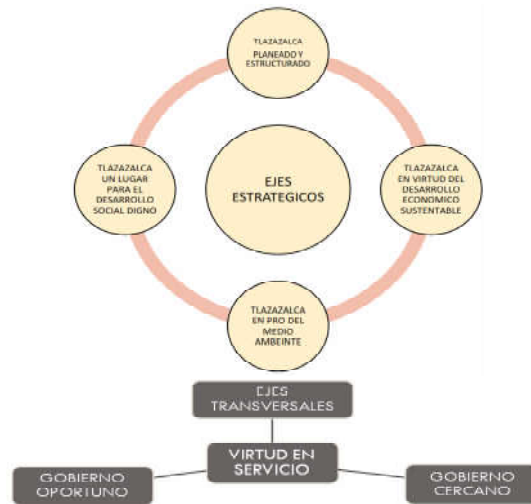 TLAZAZALCA
PLANEADO Y
ESTRUCTURADO
TLAZAZALCA
UN LUGAR
PARA EL
DESARROLLO
SOCIAL DIGNO
EJES
ESTRATEGICOS
TLAZAZALCA
EN VIRTUD DEL
DESARROLLO
ECONOMICO
SUSTENTABLE
TLAZAZALCA
EN PRO DEL
MEDIO
AMBEINTE
EJES
TRANSVERSALES
VIRTUD EN
SERVICIO
GOBIERNO
OPORTUNO
GOBIERNO
CERCANO